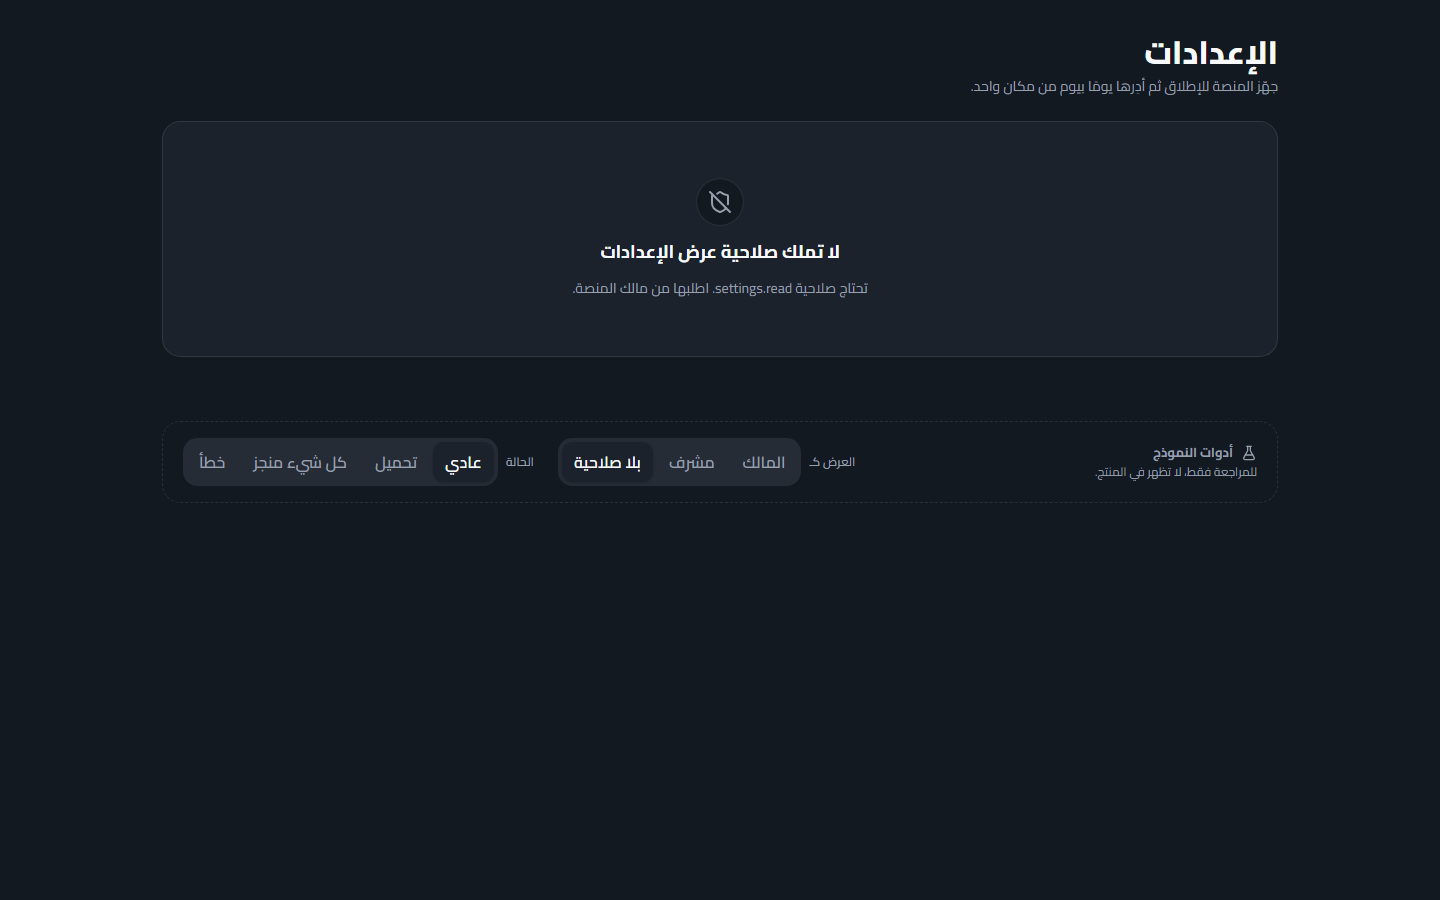 الإعدادات
جهّز المنصة للإطلاق ثم أدِرها يومًا بيوم من مكان واحد.
لا تملك صلاحية عرض الإعدادات
تحتاج صلاحية settings.read. اطلبها من مالك المنصة.
أدوات النموذج
للمراجعة فقط، لا تظهر في المنتج.
العرض كـ
المالك
مشرف
بلا صلاحية
الحالة
عادي
تحميل
كل شيء منجز
خطأ